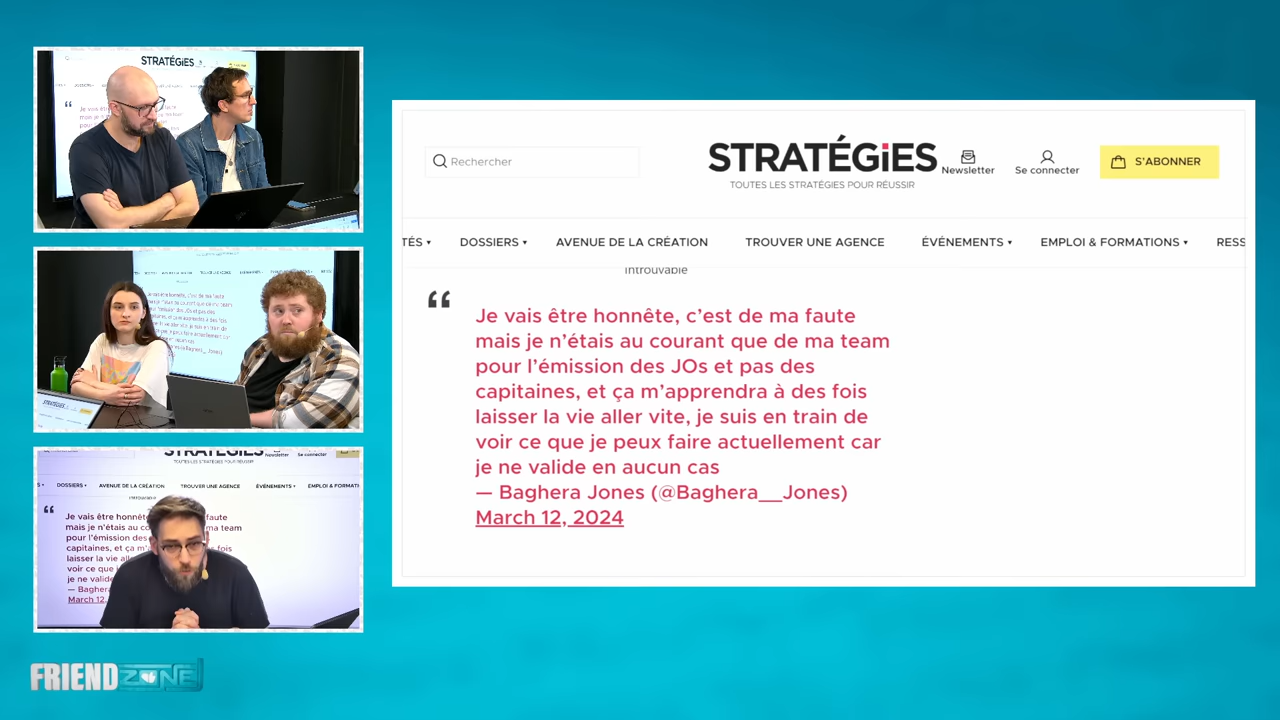 Rechercher
STRATÉGiES
TOUTES LES STRATÉGIES POUR RÉUSSIR
Newsletter
Se connecter
S'ABONNER
TÉS
DOSSIERS
AVENUE DE LA CRÉATION
TROUVER UNE AGENCE
ÉVÉNEMENTS
EMPLOI & FORMATIONS
RESS
Introuvable
“
Je vais être honnête, c’est de ma faute
mais je n’étais au courant que de ma team
pour l’émission des JOs et pas des
capitaines, et ça m’apprendra à des fois
laisser la vie aller vite, je suis en train de
voir ce que je peux faire actuellement car
je ne valide en aucun cas
— Baghera Jones (@Baghera__Jones)
March 12, 2024
FRIENDZONE